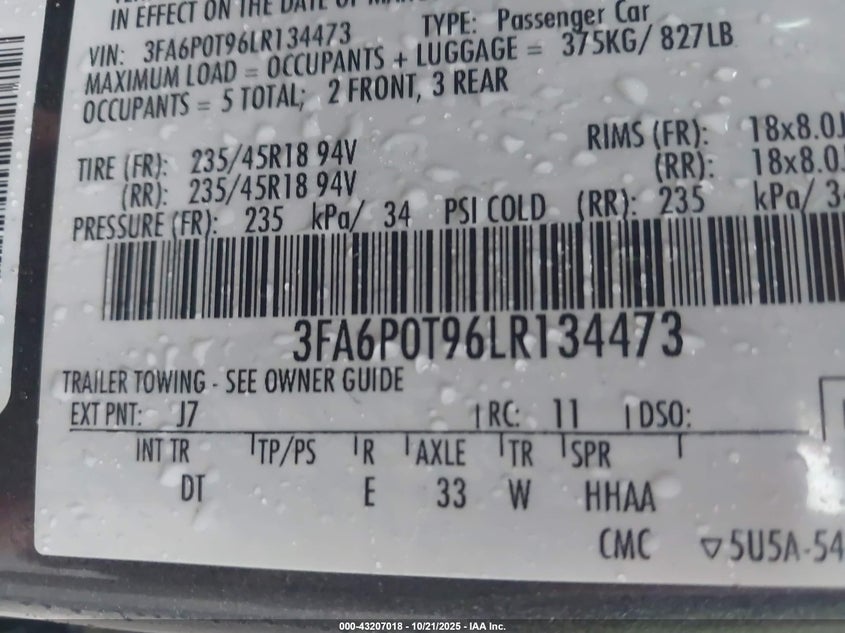 IN EFFECT ON THE DATE OF
VIN: 3FA6P0T96LR134473 TYPE: Passenger Car
MAXIMUM LOAD = OCCUPANTS + LUGGAGE = 375KG/ 827LB
OCCUPANTS = 5 TOTAL; 2 FRONT, 3 REAR
TIRE (FR): 235/45R18 94V RIMS (FR): 18x8.0J
(RR): 235/45R18 94V (RR): 18x8.0J
PRESSURE (FR): 235 kPa/ 34 PSI COLD (RR): 235 kPa/ 34
3FA6P0T96LR134473
TRAILER TOWING - SEE OWNER GUIDE
EXT PNT: J7 RC: 11 DSO:
INT TR TP/PS R AXLE TR SPR
DT E 33 W HHAA
CMC ▽5U5A-54
000-43207018 - 10/21/2025 - IAA Inc.